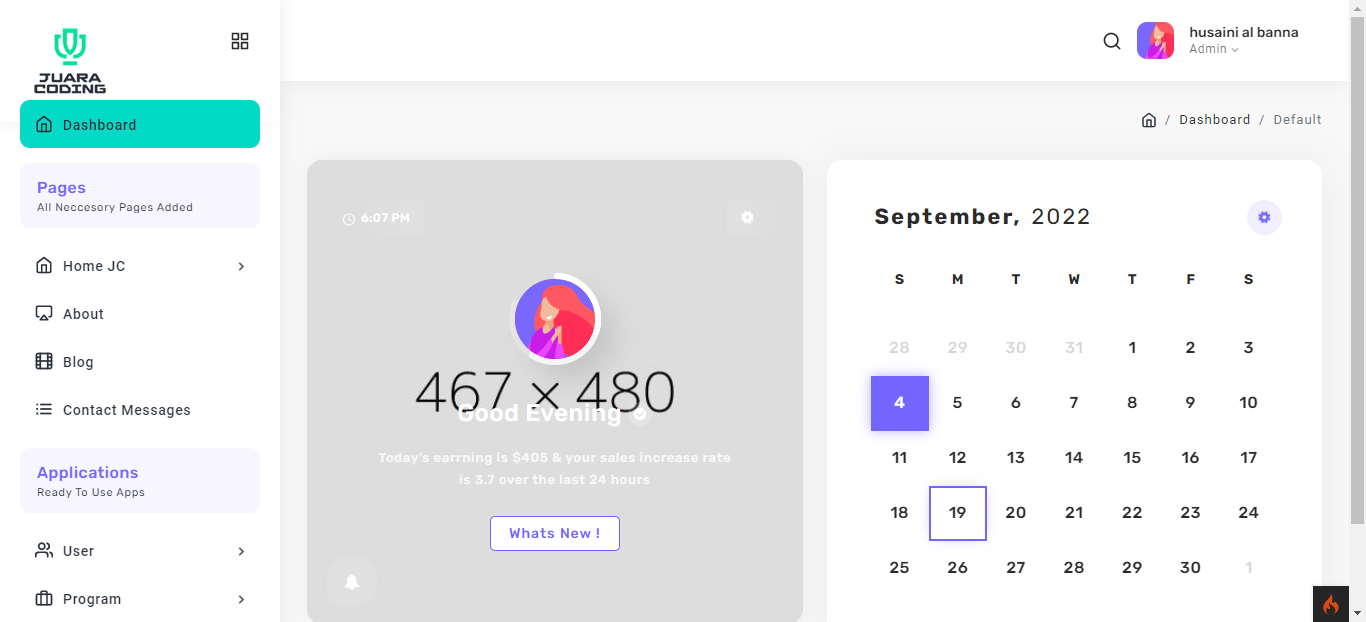 JUARA
CODING
husaini al banna
Admin
Dashboard
/ Dashboard / Default
Pages
All Neccesory Pages Added
Home JC
About
Blog
Contact Messages
Applications
Ready To Use Apps
User
Program
6:07 PM
467 × 480
Good Evening
Today's earrning is $405 & your sales increase rate
is 3.7 over the last 24 hours
Whats New !
September, 2022
S M T W T F S
28 29 30 31 1 2 3
4 5 6 7 8 9 10
11 12 13 14 15 16 17
18 19 20 21 22 23 24
25 26 27 28 29 30 1